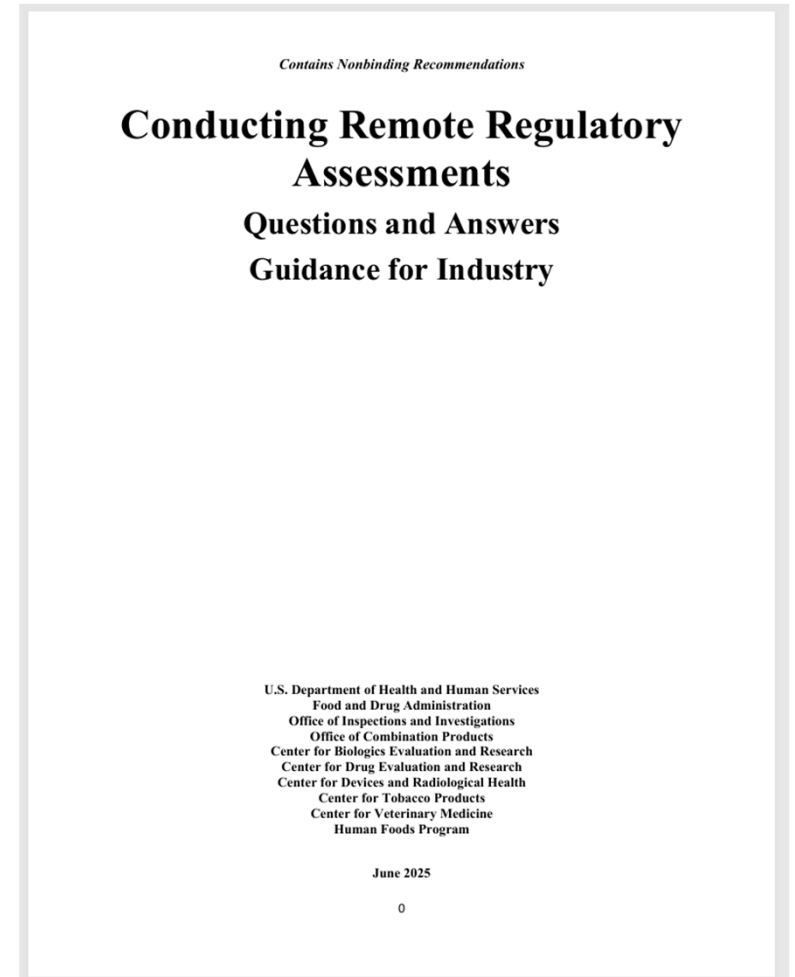 Contains Nonbinding Recommendations
Conducting Remote Regulatory
Assessments
Questions and Answers
Guidance for Industry
U.S. Department of Health and Human Services
Food and Drug Administration
Office of Inspections and Investigations
Office of Combination Products
Center for Biologics Evaluation and Research
Center for Drug Evaluation and Research
Center for Devices and Radiological Health
Center for Tobacco Products
Center for Veterinary Medicine
Human Foods Program
June 2025
0